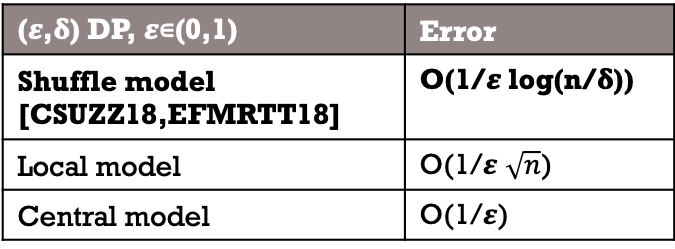 (ε,δ) DP, ε∈(0,1) Error
Shuffle model O(1/ε log(n/δ))
[CSUZZ18,EFMRTT18]
Local model O(1/ε √n)
Central model O(1/ε)